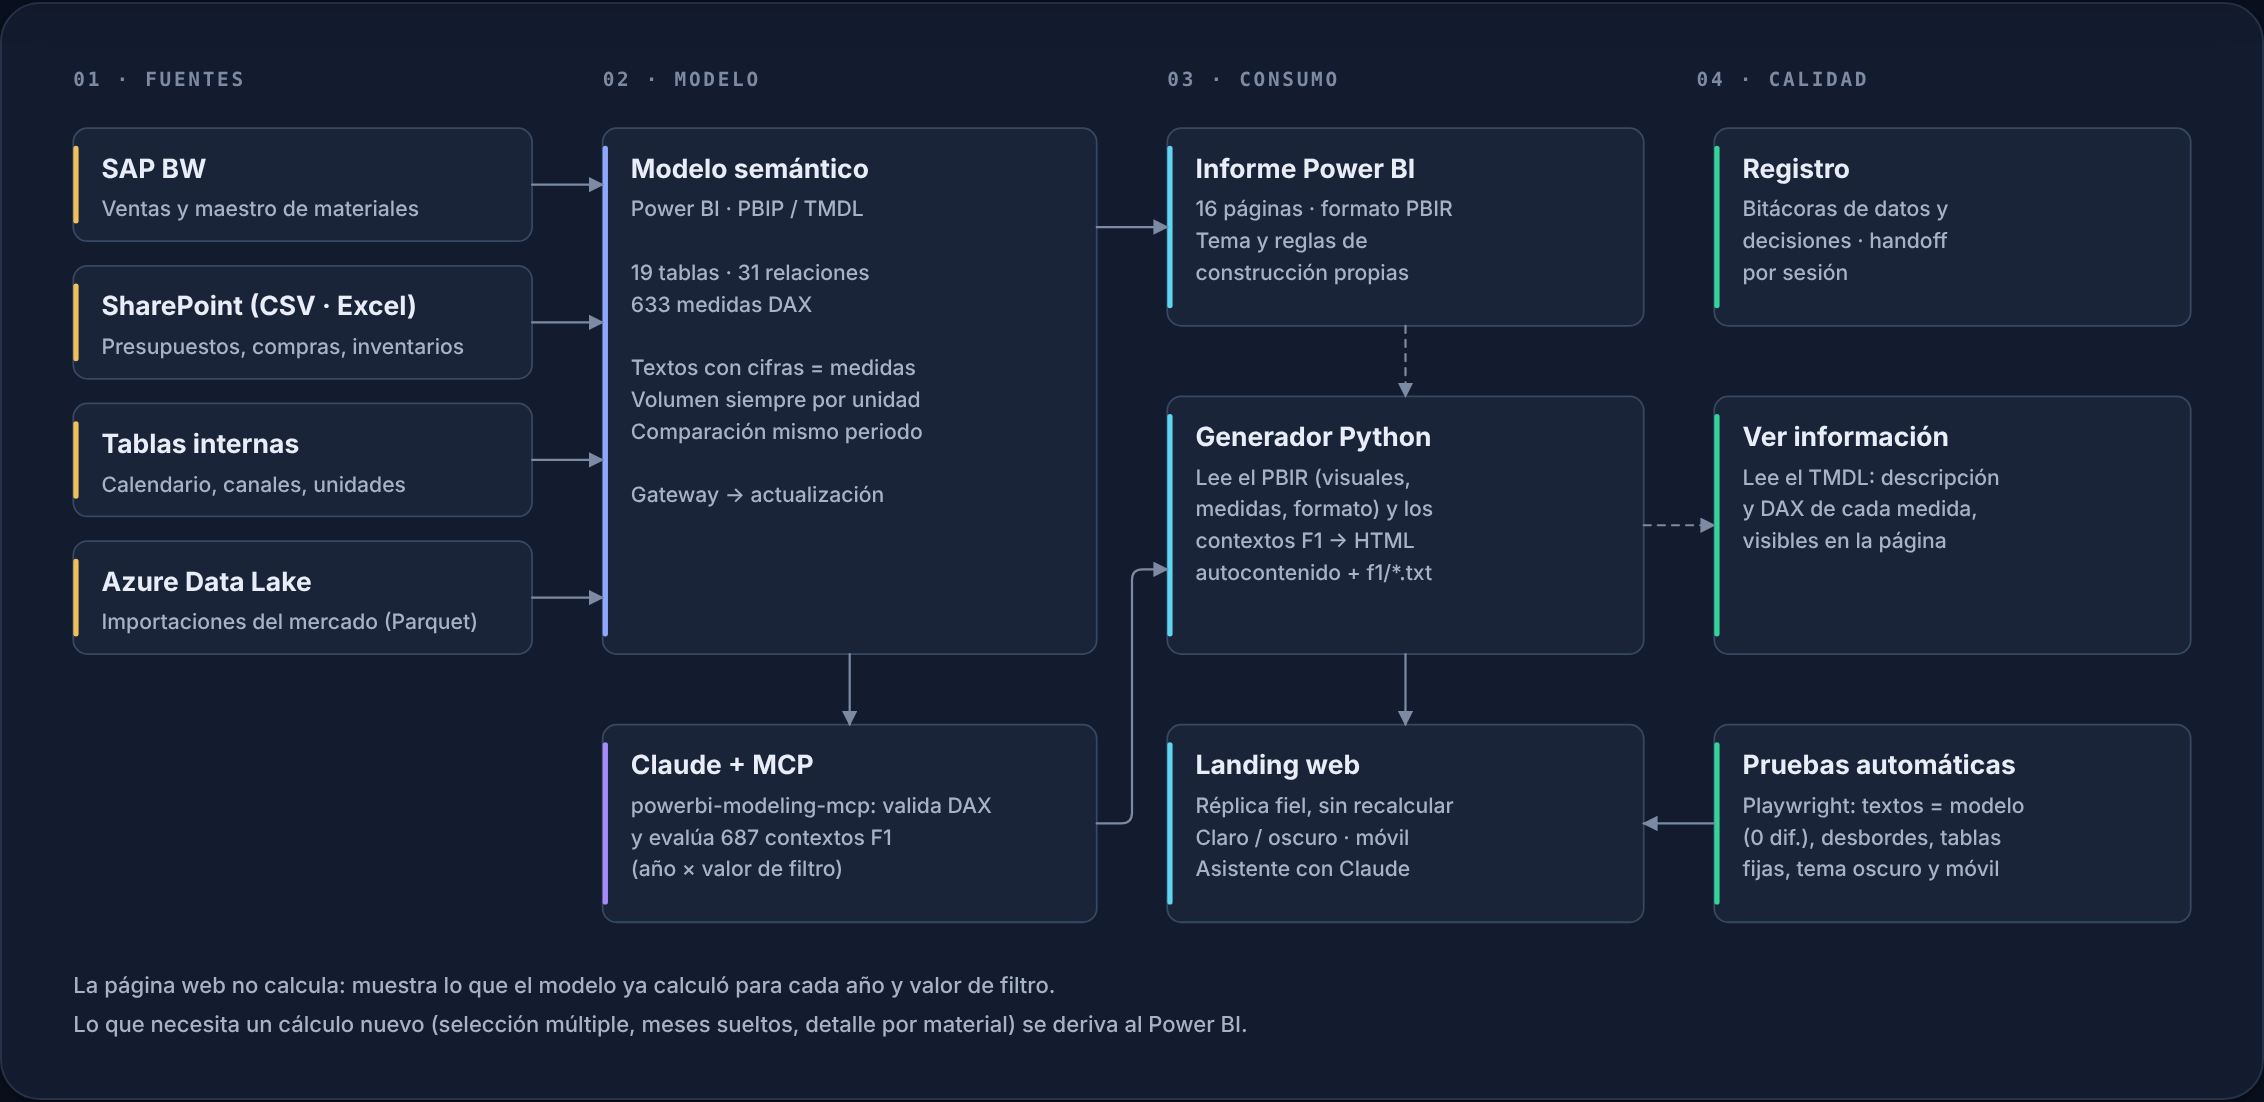 01 · FUENTES
SAP BW
Ventas y maestro de materiales
SharePoint (CSV · Excel)
Presupuestos, compras, inventarios
Tablas internas
Calendario, canales, unidades
Azure Data Lake
Importaciones del mercado (Parquet)
02 · MODELO
Modelo semántico
Power BI · PBIP / TMDL
19 tablas · 31 relaciones
633 medidas DAX
Textos con cifras = medidas
Volumen siempre por unidad
Comparación mismo periodo
Gateway → actualización
Claude + MCP
powerbi-modeling-mcp: valida DAX
y evalúa 687 contextos F1
(año × valor de filtro)
03 · CONSUMO
Informe Power BI
16 páginas · formato PBIR
Tema y reglas de
construcción propias
Generador Python
Lee el PBIR (visuales,
medidas, formato) y los
contextos F1 → HTML
autocontenido + f1/*.txt
Landing web
Réplica fiel, sin recalcular
Claro / oscuro · móvil
Asistente con Claude
04 · CALIDAD
Registro
Bitácoras de datos y
decisiones · handoff
por sesión
Ver información
Lee el TMDL: descripción
y DAX de cada medida,
visibles en la página
Pruebas automáticas
Playwright: textos = modelo
(0 dif.), desbordes, tablas
fijas, tema oscuro y móvil
La página web no calcula: muestra lo que el modelo ya calculó para cada año y valor de filtro.
Lo que necesita un cálculo nuevo (selección múltiple, meses sueltos, detalle por material) se deriva al Power BI.